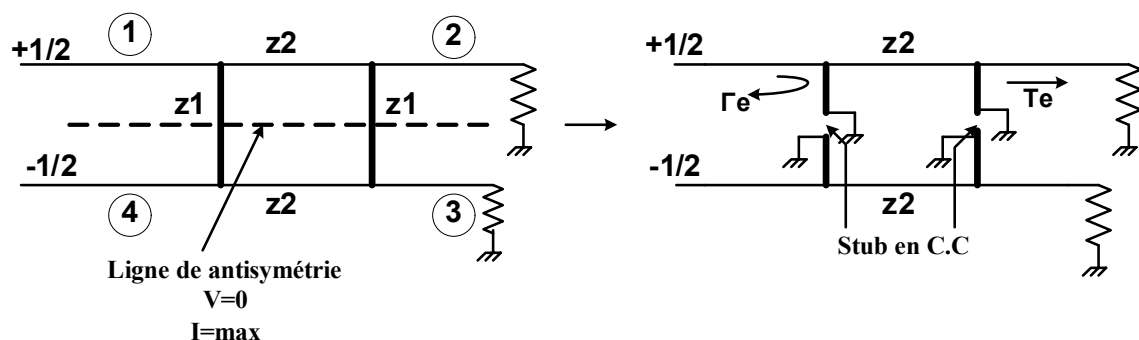 1
+1/2
z2
2
z1
z1
-1/2
4
z2
3
Ligne de antisymétrie
V=0
I=max
+1/2
z2
Γe
Te
-1/2
z2
Stub en C.C